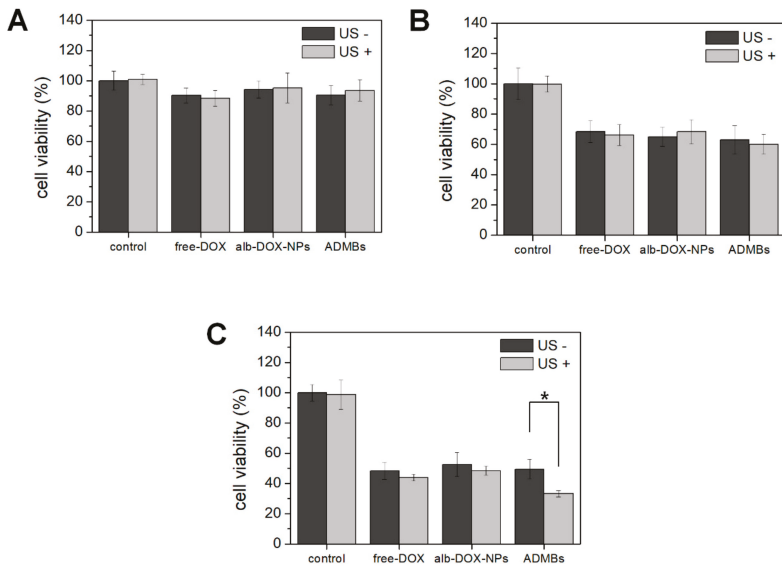 A
140
120
100
80
60
40
20
0
cell viability (%)
US -
US +
control free-DOX alb-DOX-NPs ADMBs
B
140
120
100
80
60
40
20
0
cell viability (%)
US -
US +
control free-DOX alb-DOX-NPs ADMBs
C
140
120
100
80
60
40
20
0
cell viability (%)
US -
US +
*
control free-DOX alb-DOX-NPs ADMBs